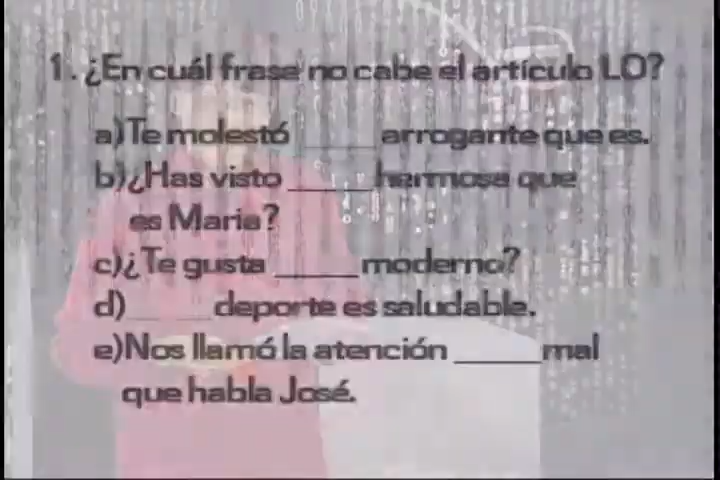 1. ¿En cuál frase no cabe el artículo LO?
a)Te molestó _____ arrogante que es.
b)¿Has visto _____ hermosa que
es Maria?
c)¿Te gusta _____ moderno?
d)_____ deporte es saludable.
e)Nos llamó la atención _____ mal
que habla José.